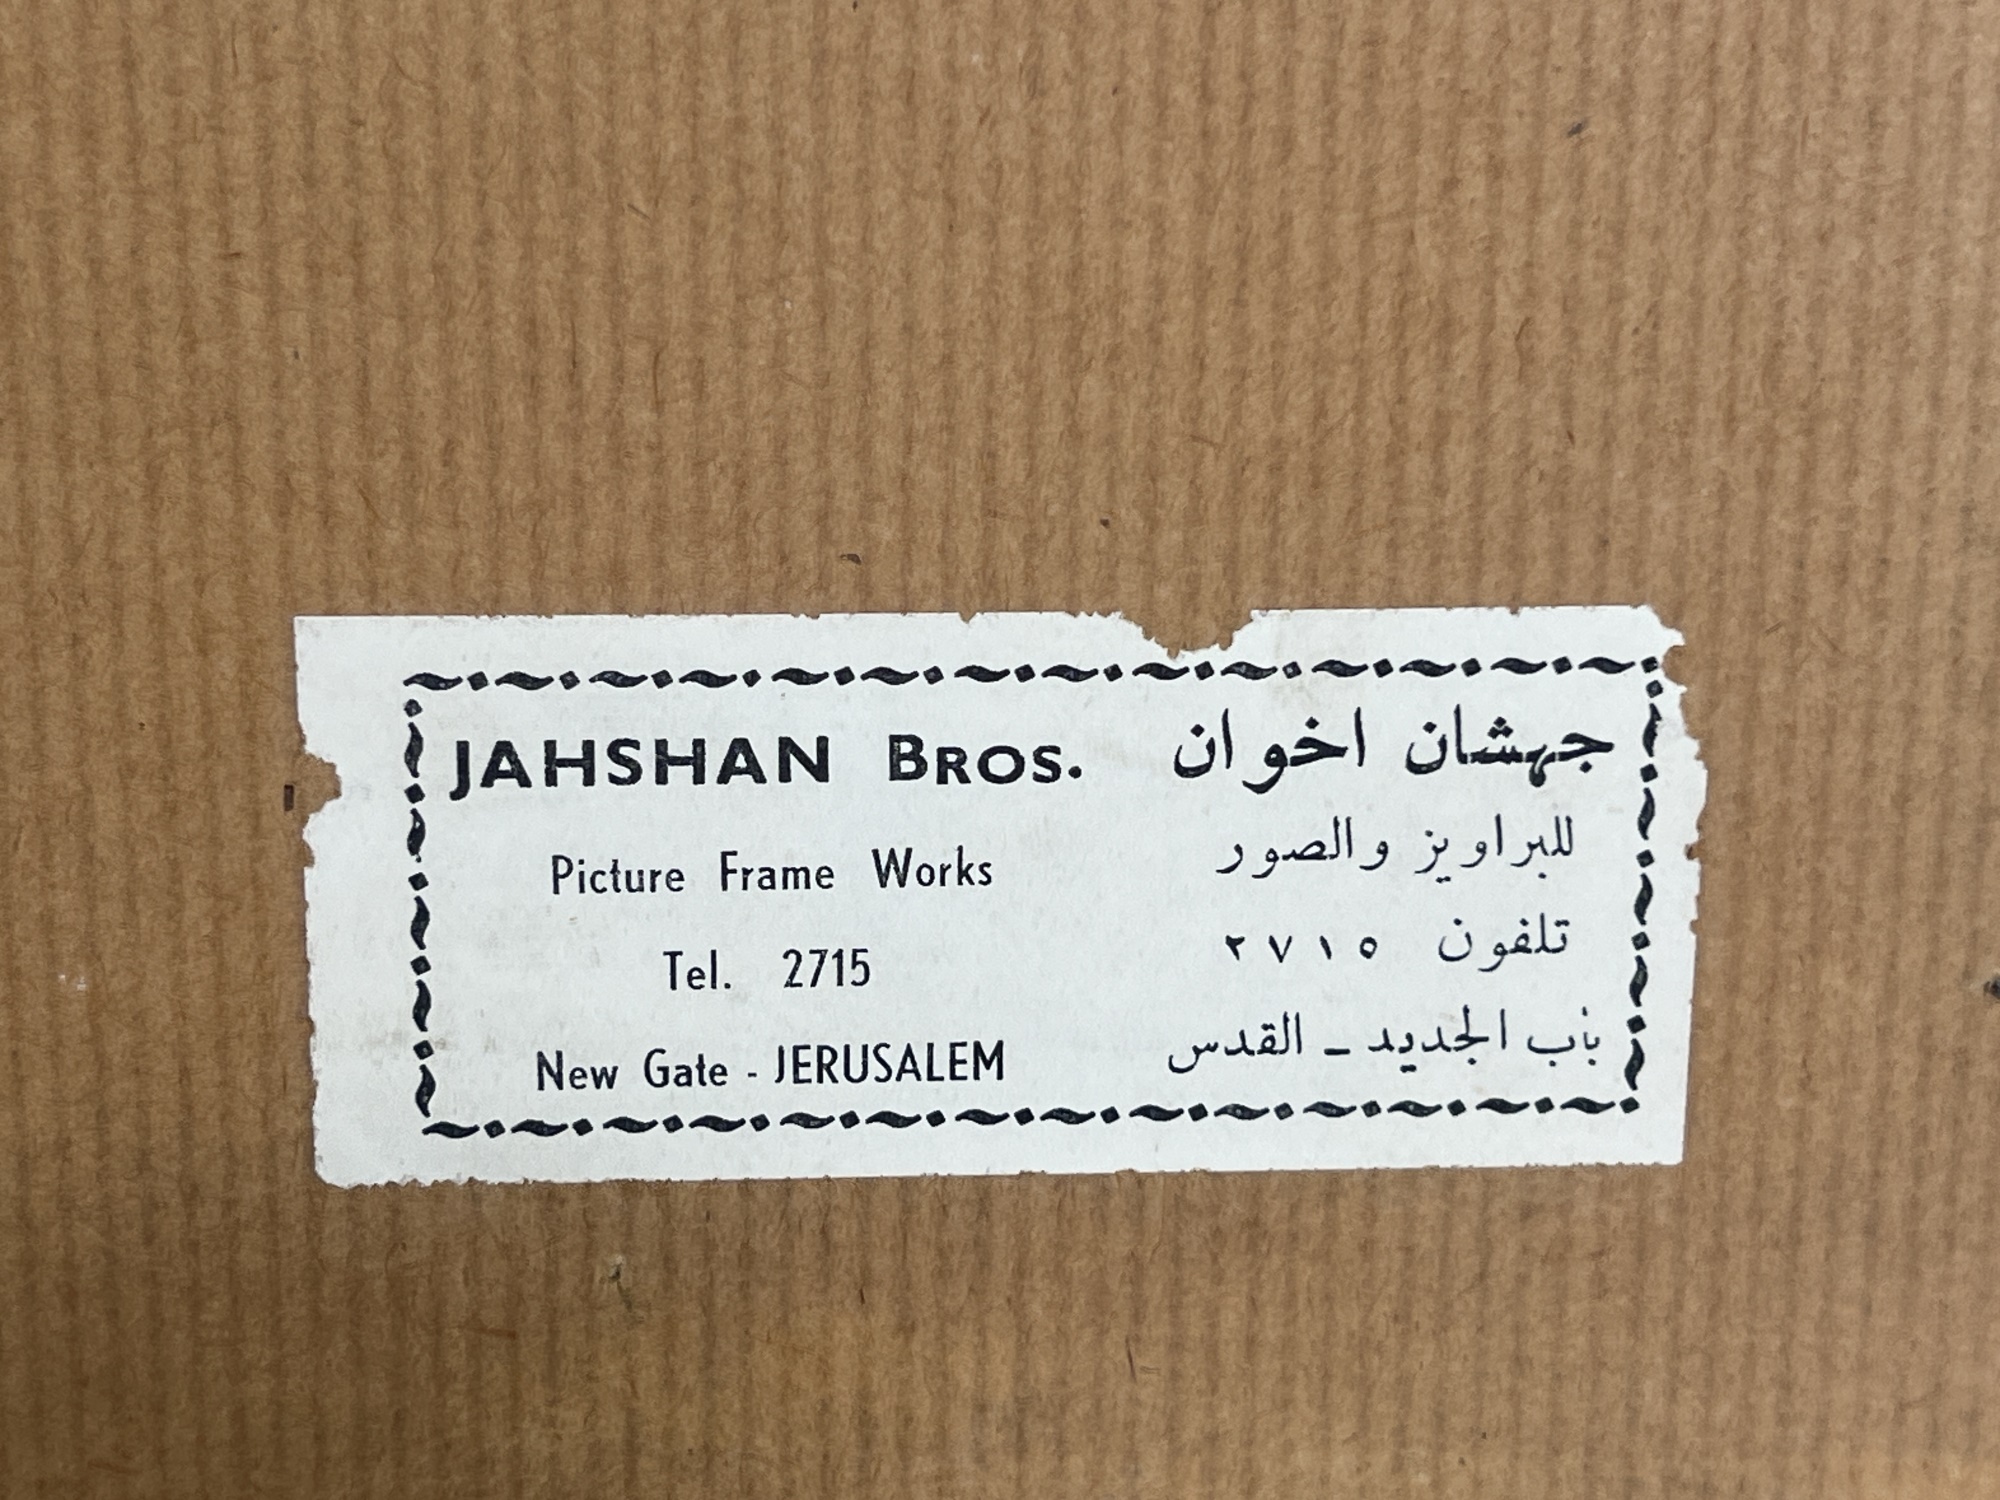 JAHSHAN BROS.
Picture Frame Works
Tel. 2715
New Gate - JERUSALEM
جهشان اخوان
للبراويز والصور
تلفون ٢٧١٥
باب الجديد - القدس